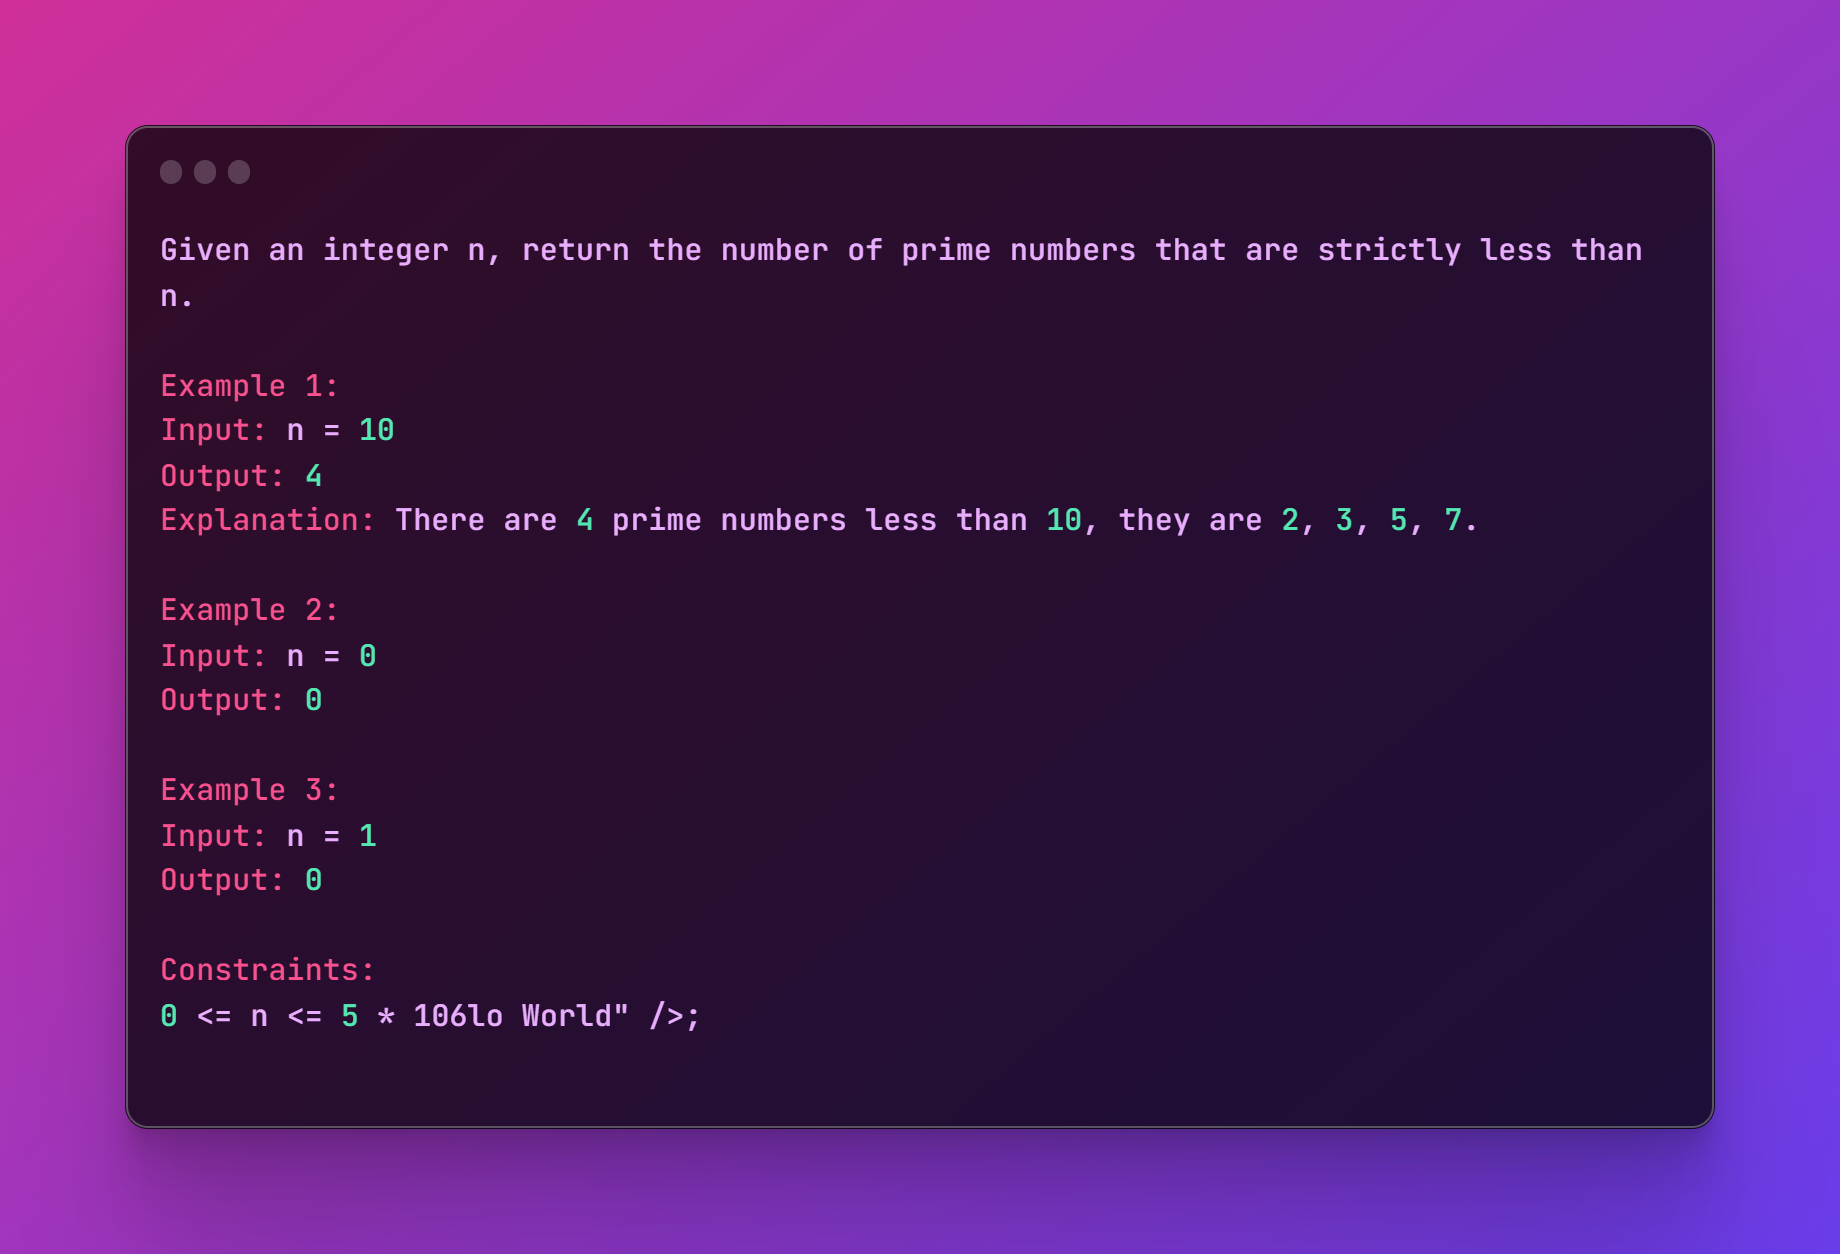 Given an integer n, return the number of prime numbers that are strictly less than
n.
Example 1:
Input: n = 10
Output: 4
Explanation: There are 4 prime numbers less than 10, they are 2, 3, 5, 7.
Example 2:
Input: n = 0
Output: 0
Example 3:
Input: n = 1
Output: 0
Constraints:
0 <= n <= 5 * 106lo World" />;